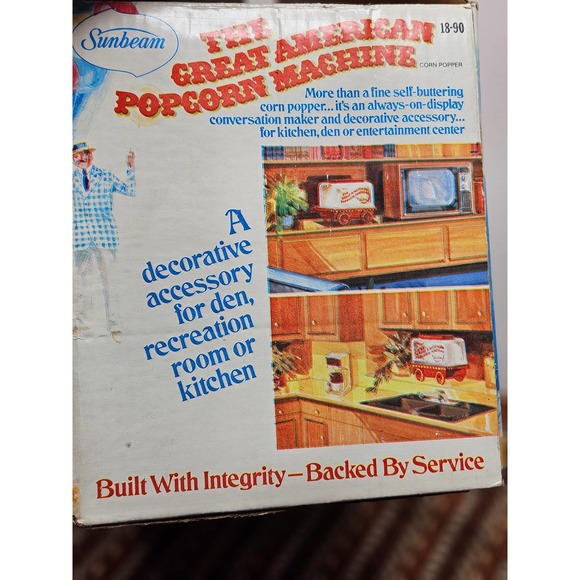 Sunbeam
THE
GREAT AMERICAN
POPCORN MACHINE
18-90
CORN POPPER
More than a fine self-buttering
corn popper... it's an always-on-display
conversation maker and decorative accessory...
for kitchen, den or entertainment center
A
decorative
accessory
for den,
recreation
room or
kitchen
Built With Integrity—Backed By Service